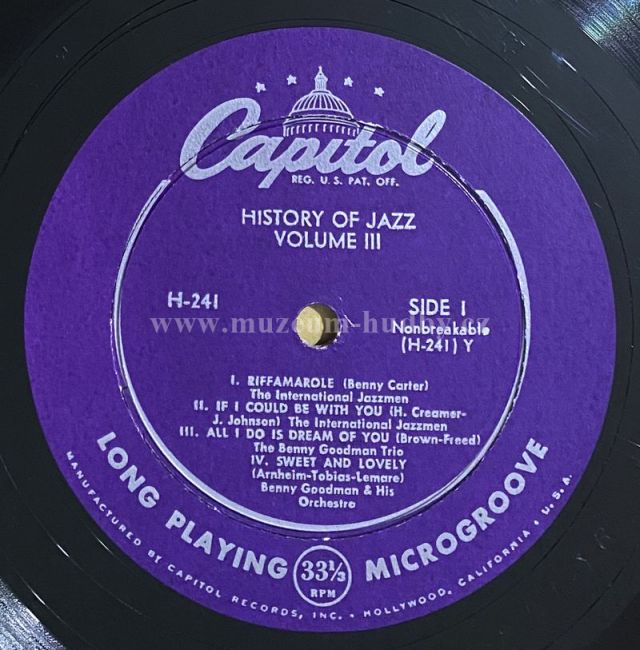 Capitol
REG. U. S. PAT. OFF.
HISTORY OF JAZZ
VOLUME III
H-241
SIDE 1
www.muzeum-hudby.cz
Nonbreakable
(H-241) Y
I. RIFFAMAROLE (Benny Carter)
The International Jazzmen
II. IF I COULD BE WITH YOU (H. Creamer-
J. Johnson) The International Jazzmen
III. ALL I DO IS DREAM OF YOU (Brown-Freed)
The Benny Goodman Trio
IV. SWEET AND LOVELY
(Arnheim-Tobias-Lemare)
Benny Goodman & His
Orchestra
LONG PLAYING 33⅓ RPM MICROGROOVE
MANUFACTURED BY CAPITOL RECORDS, INC. • HOLLYWOOD, CALIFORNIA • U. S. A.